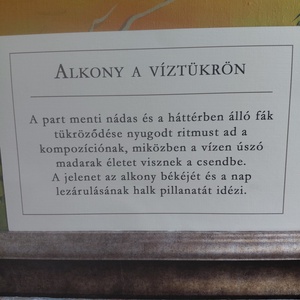 ALKONY A VÍZTÜKRÖN
A part menti nádas és a háttérben álló fák
tükröződése nyugodt ritmust ad a
kompozíciónak, miközben a vízen úszó
madarak életet visznek a csendbe.
A jelenet az alkony békéjét és a nap
lezárulásának halk pillanatát idézi.